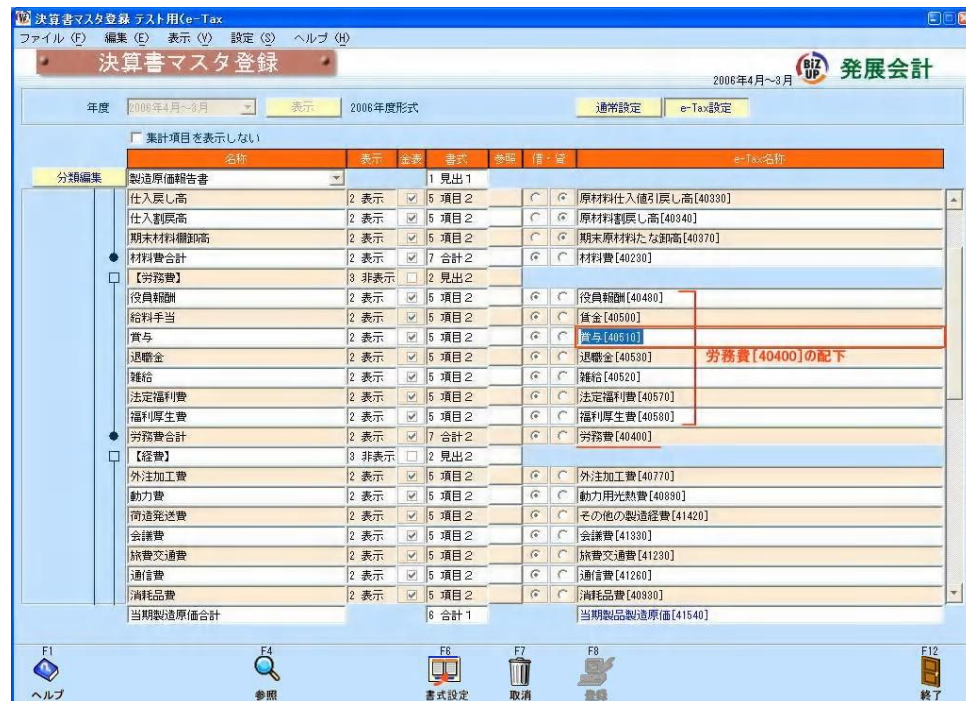 決算書マスタ登録 テスト用(e-Tax
ファイル (F) 編集 (E) 表示 (V) 設定 (S) ヘルプ (H)
決算書マスタ登録
2006年4月~3月 BIZ UP 発展会計
年度 2006年4月~3月 表示 2006年度形式 通常設定 e-Tax設定
集計項目を表示しない
名称 表示 金表 書式 参照 借・貸 e-Tax名称
分類編集 製造原価報告書 1 見出1
仕入戻し高 2 表示 5 項目2 原材料仕入値引戻し高[40330]
仕入割戻高 2 表示 5 項目2 原材料割戻し高[40340]
期末材料棚卸高 2 表示 5 項目2 期末原材料たな卸高[40370]
材料費合計 2 表示 7 合計2 材料費[40230]
【労務費】 3 非表示 2 見出2
役員報酬 2 表示 5 項目2 役員報酬[40480]
給料手当 2 表示 5 項目2 賃金[40500]
賞与 2 表示 5 項目2 賞与[40510]
退職金 2 表示 5 項目2 退職金[40530] 労務費[40400]の配下
雑給 2 表示 5 項目2 雑給[40520]
法定福利費 2 表示 5 項目2 法定福利費[40570]
福利厚生費 2 表示 5 項目2 福利厚生費[40580]
労務費合計 2 表示 7 合計2 労務費[40400]
【経費】 3 非表示 2 見出2
外注加工費 2 表示 5 項目2 外注加工費[40770]
動力費 2 表示 5 項目2 動力用光熱費[40890]
荷造発送費 2 表示 5 項目2 その他の製造経費[41420]
会議費 2 表示 5 項目2 会議費[41330]
旅費交通費 2 表示 5 項目2 旅費交通費[41230]
通信費 2 表示 5 項目2 通信費[41260]
消耗品費 2 表示 5 項目2 消耗品費[40930]
当期製造原価合計 6 合計1 当期製品製造原価[41540]
F1 F4 F6 F7 F8 F12
ヘルプ 参照 書式設定 取消 登録 終了